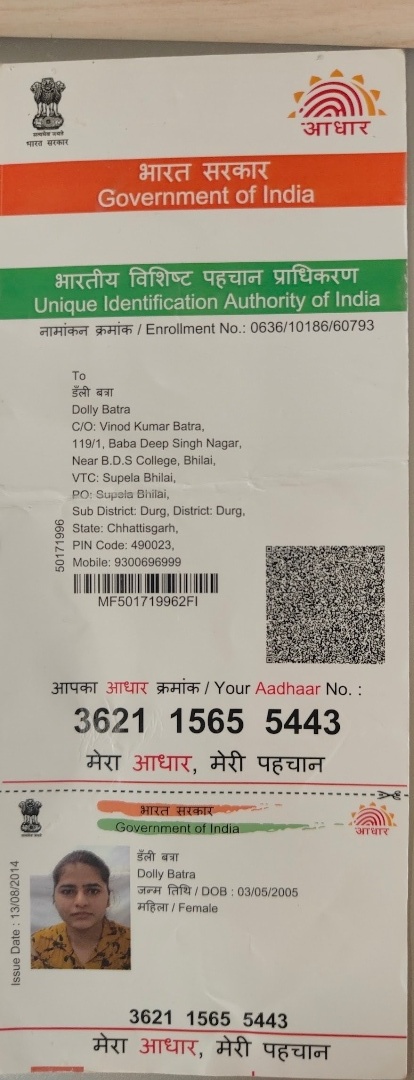 सत्यमेव जयते
भारत सरकार
आधार
भारत सरकार
Government of India
भारतीय विशिष्ट पहचान प्राधिकरण
Unique Identification Authority of India
नामांकन क्रमांक / Enrollment No.: 0636/10186/60793
To
डॅली बत्रा
Dolly Batra
C/O: Vinod Kumar Batra,
119/1, Baba Deep Singh Nagar,
Near B.D.S College, Bhilai,
VTC: Supela Bhilai,
PO: Supela Bhilai,
Sub District: Durg, District: Durg,
State: Chhattisgarh,
PIN Code: 490023,
Mobile: 9300696999
50171996
MF501719962FI
आपका आधार क्रमांक / Your Aadhaar No. :
3621 1565 5443
मेरा आधार, मेरी पहचान
भारत सरकार
Government of India
आधार
Issue Date : 13/08/2014
डॅली बत्रा
Dolly Batra
जन्म तिथि / DOB : 03/05/2005
महिला / Female
3621 1565 5443
मेरा आधार, मेरी पहचान